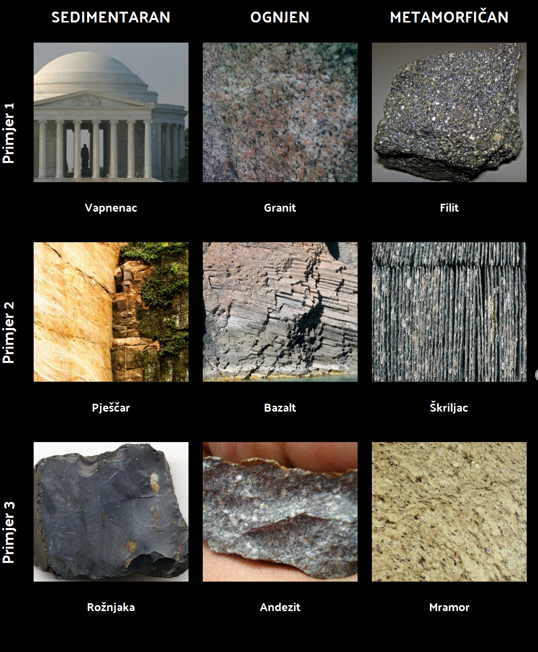 SEDIMENTARAN OGNJEN METAMORFIČAN
Primjer 1
Vapnenac Granit Filit
Primjer 2
Pješčar Bazalt Škriljac
Primjer 3
Rožnjaka Andezit Mramor